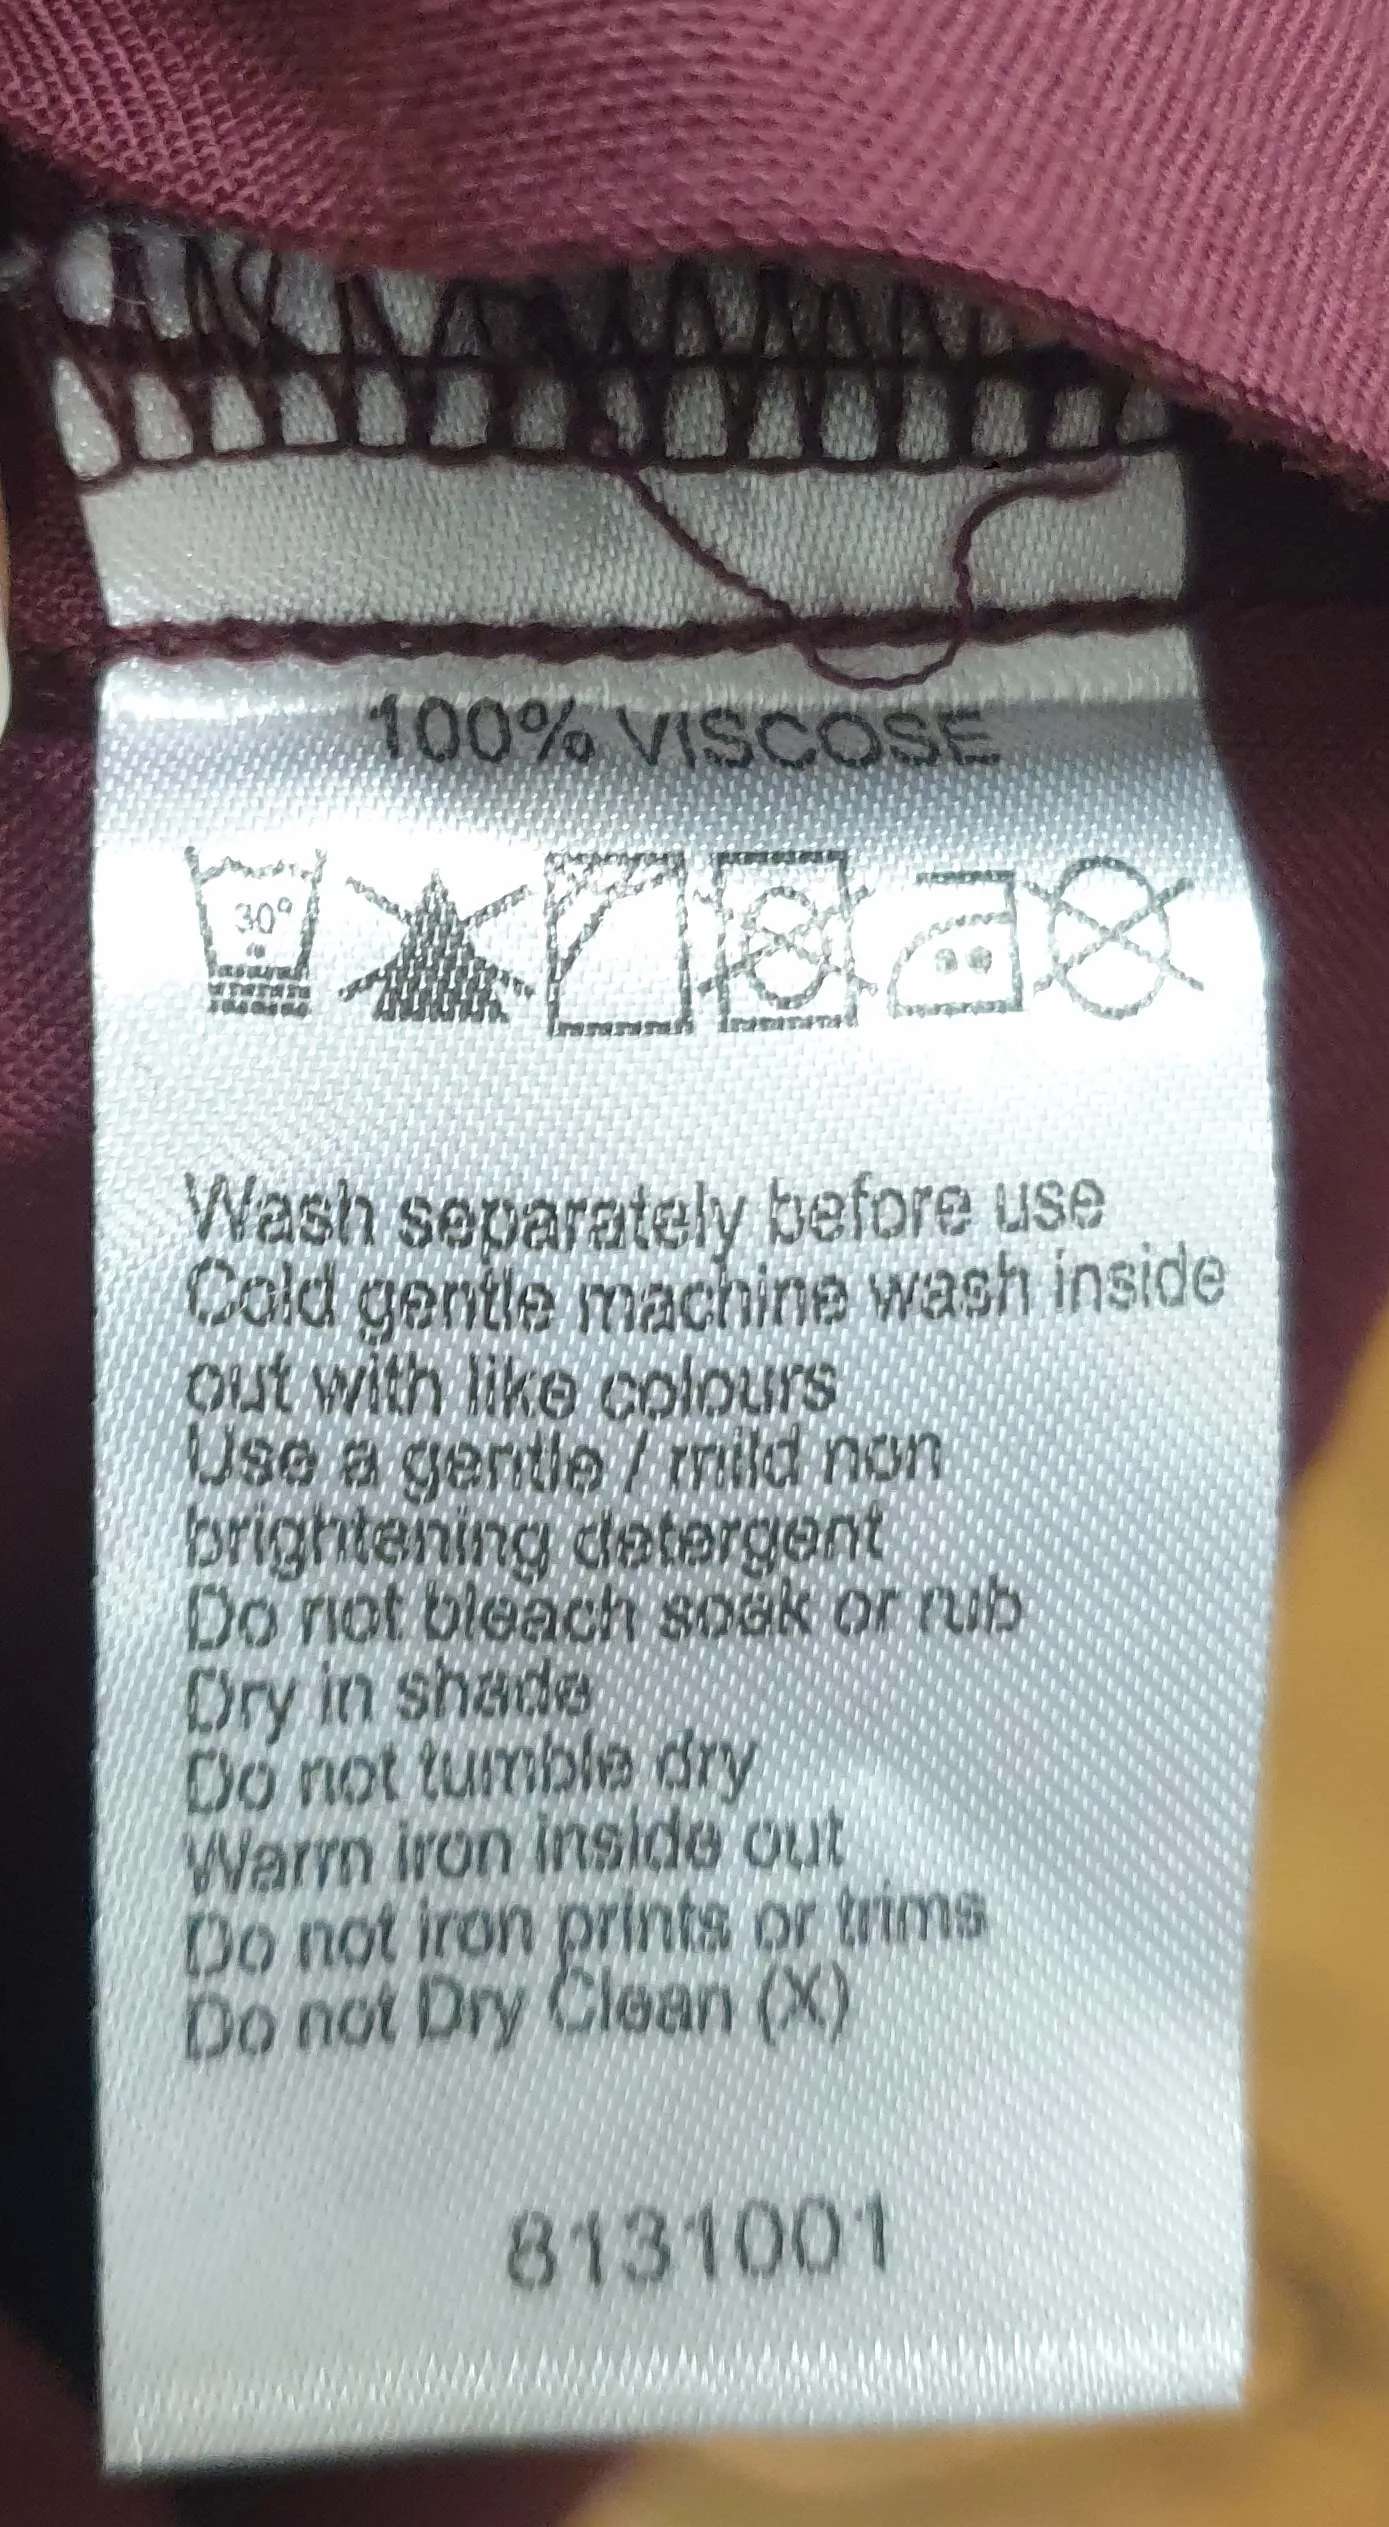 100% VISCOSE
30°
Wash separately before use
Cold gentle machine wash inside
out with like colours
Use a gentle / mild non
brightening detergent
Do not bleach soak or rub
Dry in shade
Do not tumble dry
Warm iron inside out
Do not iron prints or trims
Do not Dry Clean (X)
8131001